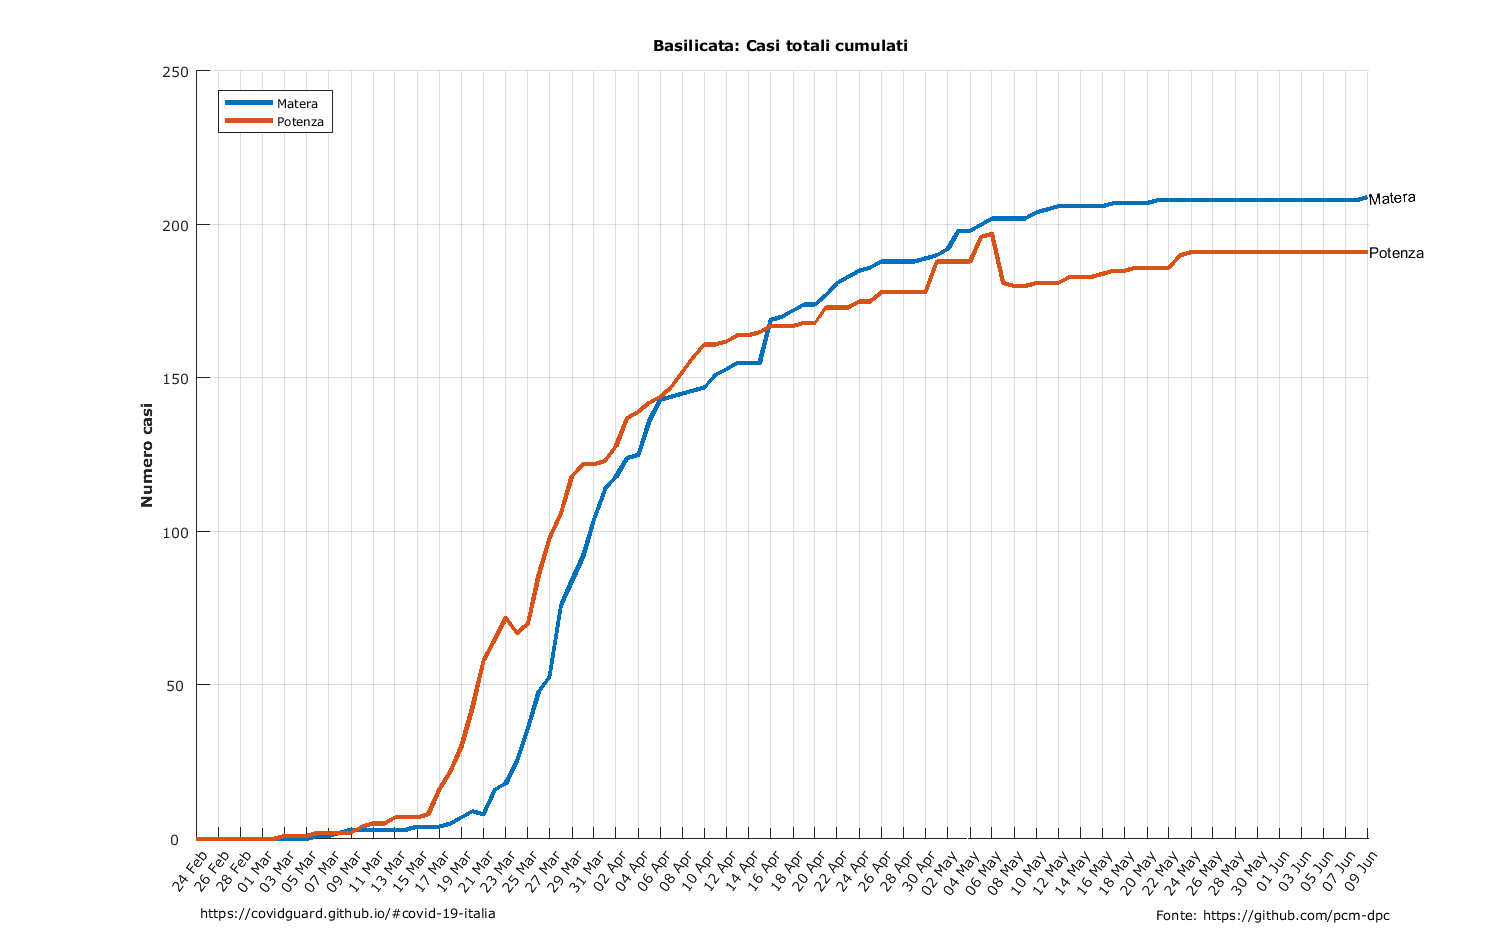 Basilicata: Casi totali cumulati
250
200
150
100
50
0
Numero casi
Matera
Potenza
Matera
Potenza
24 Feb
26 Feb
28 Feb
01 Mar
03 Mar
05 Mar
07 Mar
09 Mar
11 Mar
13 Mar
15 Mar
17 Mar
19 Mar
21 Mar
23 Mar
25 Mar
27 Mar
29 Mar
31 Mar
02 Apr
04 Apr
06 Apr
08 Apr
10 Apr
12 Apr
14 Apr
16 Apr
18 Apr
20 Apr
22 Apr
24 Apr
26 Apr
28 Apr
30 Apr
02 May
04 May
06 May
08 May
10 May
12 May
14 May
16 May
18 May
20 May
22 May
24 May
26 May
28 May
30 May
01 Jun
03 Jun
05 Jun
07 Jun
09 Jun
https://covidguard.github.io/#covid-19-italia
Fonte: https://github.com/pcm-dpc